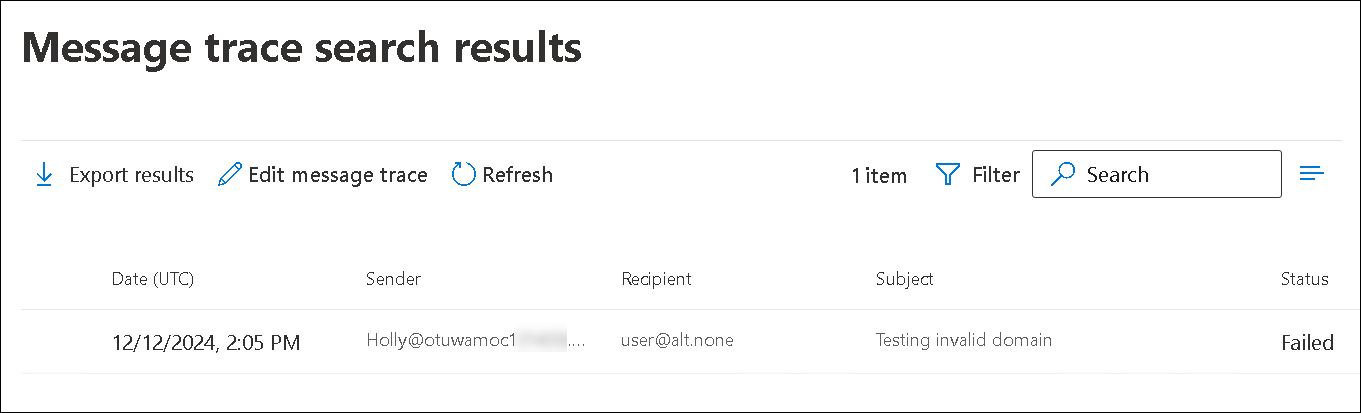 Message trace search results
Export results Edit message trace Refresh 1 item Filter Search
Date (UTC) Sender Recipient Subject Status
12/12/2024, 2:05 PM Holly@otuwamoc1 .... user@alt.none Testing invalid domain Failed